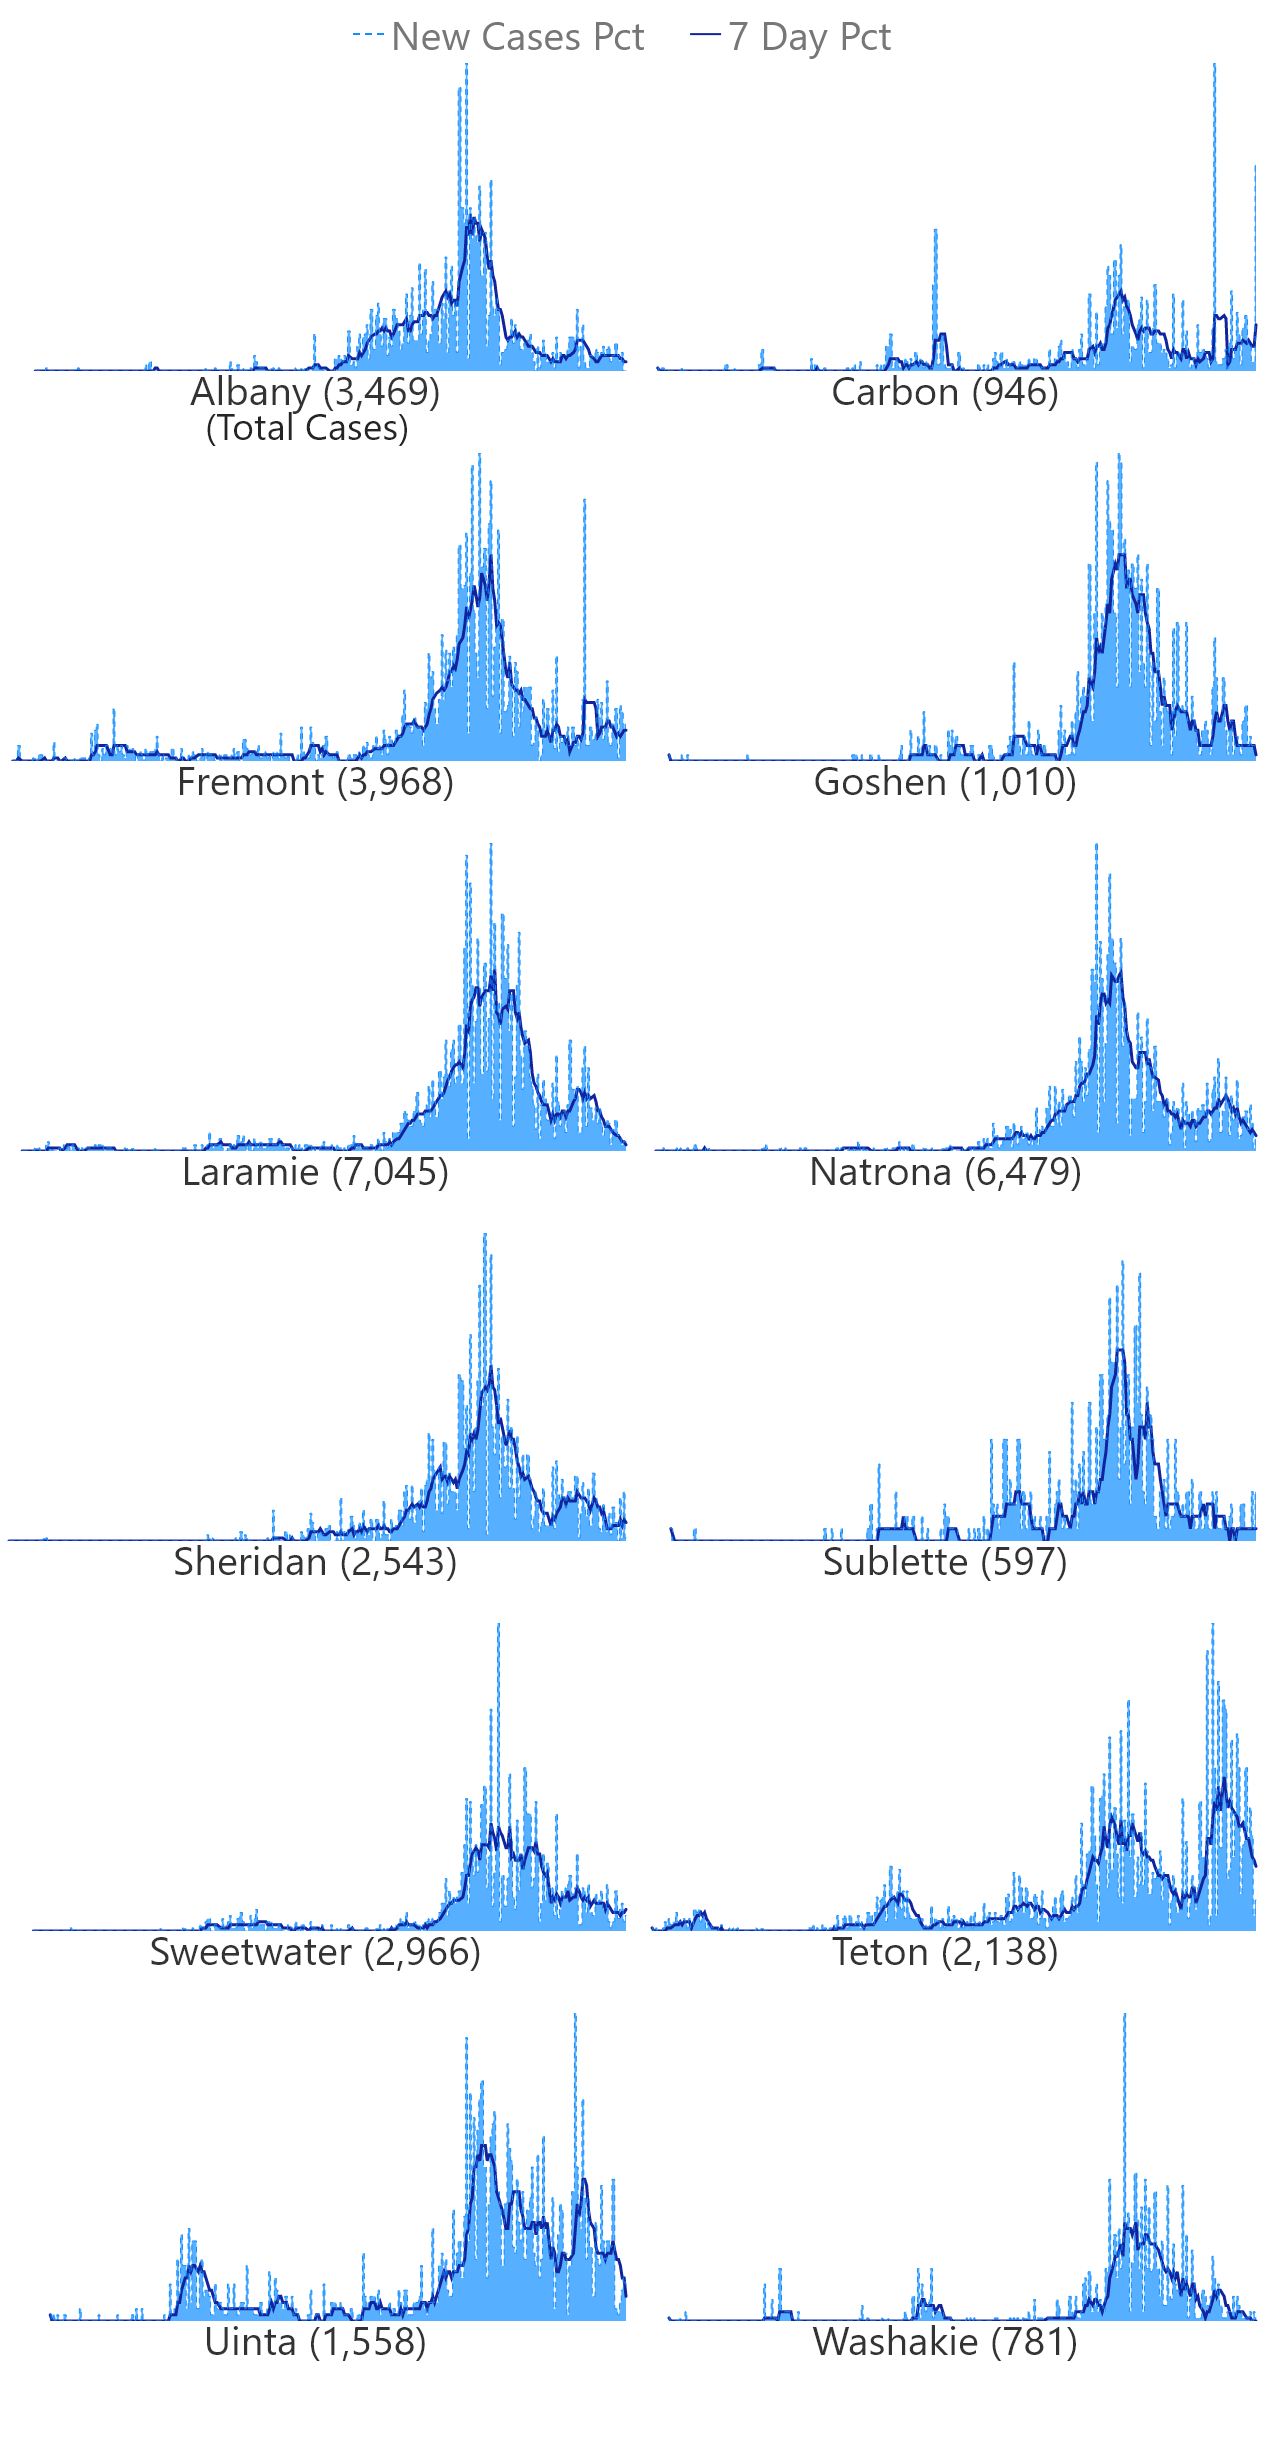 New Cases Pct 7 Day Pct
Albany (3,469) Carbon (946)
(Total Cases)
Fremont (3,968) Goshen (1,010)
Laramie (7,045) Natrona (6,479)
Sheridan (2,543) Sublette (597)
Sweetwater (2,966) Teton (2,138)
Uinta (1,558) Washakie (781)